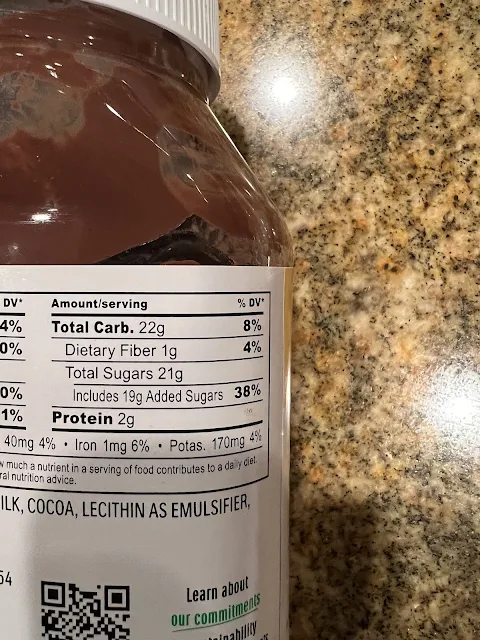 DV* Amount/serving % DV*
4% Total Carb. 22g 8%
0% Dietary Fiber 1g 4%
Total Sugars 21g
0% Includes 19g Added Sugars 38%
1% Protein 2g
40mg 4% • Iron 1mg 6% • Potas. 170mg 4%
w much a nutrient in a serving of food contributes to a daily diet.
ral nutrition advice.
ILK, COCOA, LECITHIN AS EMULSIFIER,
54
Learn about
our commitments